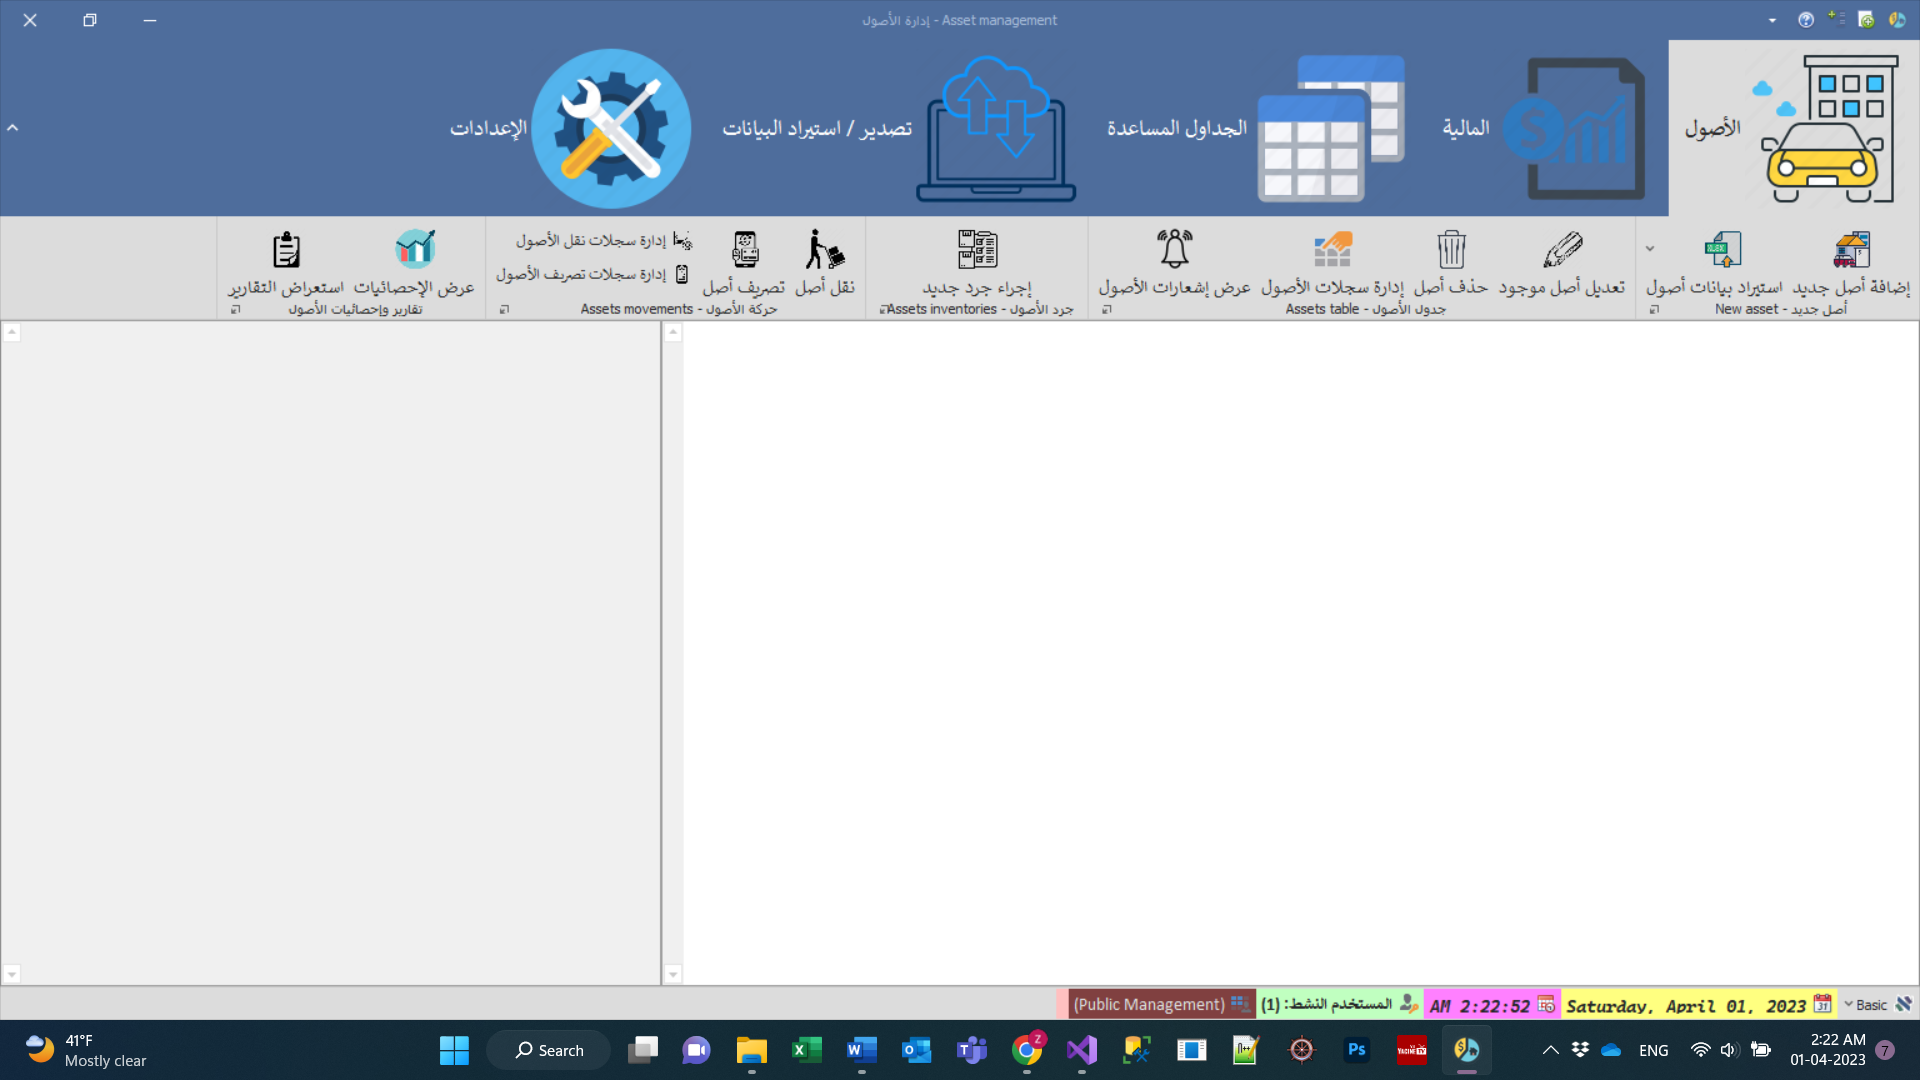 إدارة الأصول - Asset management
الأصول
المالية
الجداول المساعدة
تصدير / استيراد البيانات
الإعدادات
إضافة أصل جديد
استيراد بيانات أصول
أصل جديد - New asset
تعديل أصل موجود
حذف أصل
إدارة سجلات الأصول
عرض إشعارات الأصول
جدول الأصول - Assets table
إجراء جرد جديد
جرد الأصول - Assets inventories
نقل أصل
تصريف أصل
إدارة سجلات نقل الأصول
إدارة سجلات تصريف الأصول
حركة الأصول - Assets movements
عرض الإحصائيات
استعراض التقارير
تقارير وإحصائيات الأصول
Basic
Saturday, April 01, 2023
AM 2:22:52
المستخدم النشط: (1)
(Public Management)
41°F
Mostly clear
Search
ENG
2:22 AM
01-04-2023
7